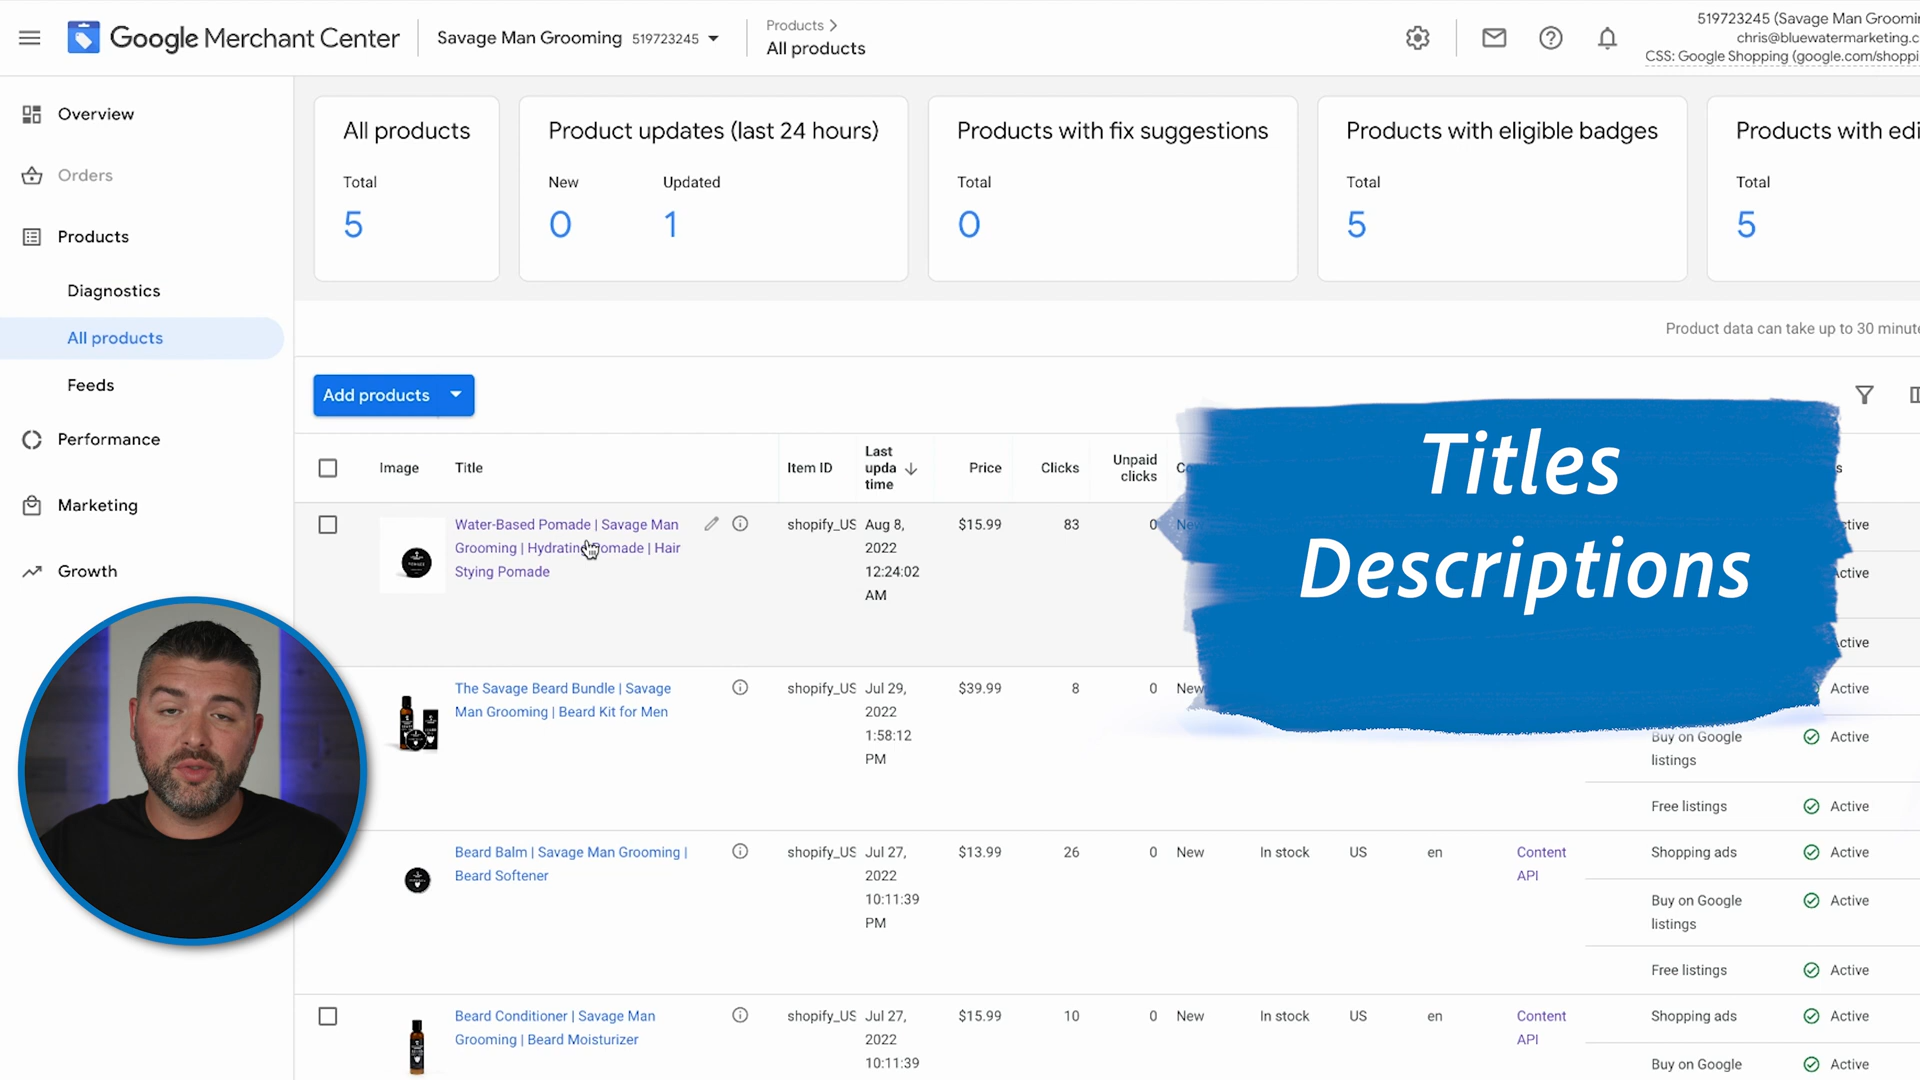 Google Merchant Center
Savage Man Grooming 519723245
Products
All products
519723245 (Savage Man Groomin
chris@bluewatermarketing.c
CSS: Google Shopping (google.com/shoppi
Overview
Orders
Products
Diagnostics
All products
Feeds
Performance
Marketing
Growth
All products
Total
5
Product updates (last 24 hours)
New Updated
0 1
Products with fix suggestions
Total
0
Products with eligible badges
Total
5
Products with edi
Total
5
Product data can take up to 30 minute
Add products
Image Title Item ID Last upda time Price Clicks Unpaid clicks
Titles
Descriptions
Water-Based Pomade | Savage Man
Grooming | Hydrating Pomade | Hair
Stying Pomade
shopify_US
Aug 8,
2022
12:24:02
AM
$15.99 83 0 New
ctive
ctive
ctive
The Savage Beard Bundle | Savage
Man Grooming | Beard Kit for Men
shopify_US
Jul 29,
2022
1:58:12
PM
$39.99 8 0 New
Active
Buy on Google
listings
Active
Free listings Active
Beard Balm | Savage Man Grooming |
Beard Softener
shopify_US
Jul 27,
2022
10:11:39
PM
$13.99 26 0 New In stock US en
Content
API
Shopping ads Active
Buy on Google
listings
Active
Free listings Active
Beard Conditioner | Savage Man
Grooming | Beard Moisturizer
shopify_US
Jul 27,
2022
10:11:39
$15.99 10 0 New In stock US en
Content
API
Shopping ads Active
Buy on Google Active